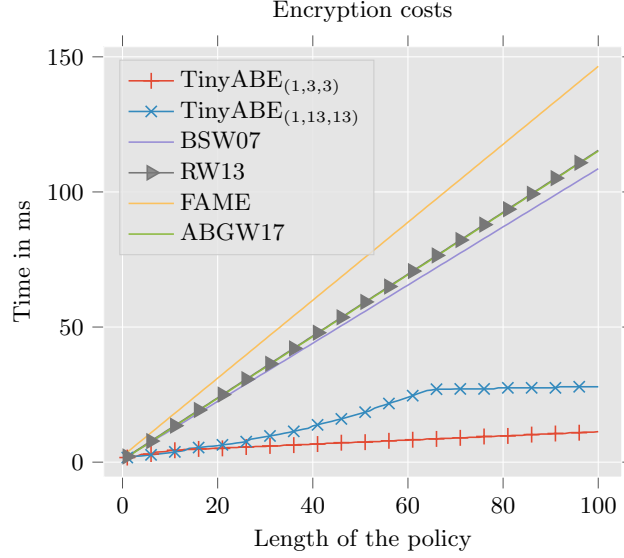 Encryption costs
150
100
50
0
Time in ms
TinyABE(1,3,3)
TinyABE(1,13,13)
BSW07
RW13
FAME
ABGW17
0 20 40 60 80 100
Length of the policy